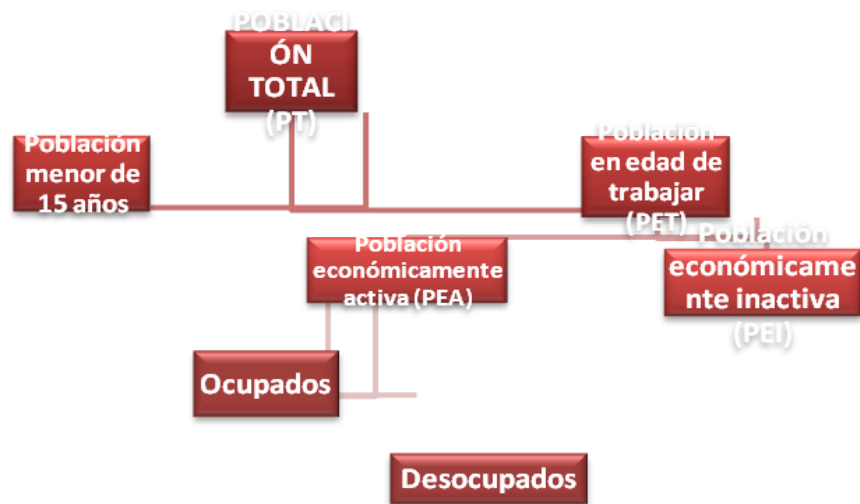 POBLACI
ÓN
TOTAL
(PT)
Población
menor de
15 años
Población
en edad de
trabajar
(PET)
Población
económicamente
activa (PEA)
Población
económicame
nte inactiva
(PEI)
Ocupados
Desocupados